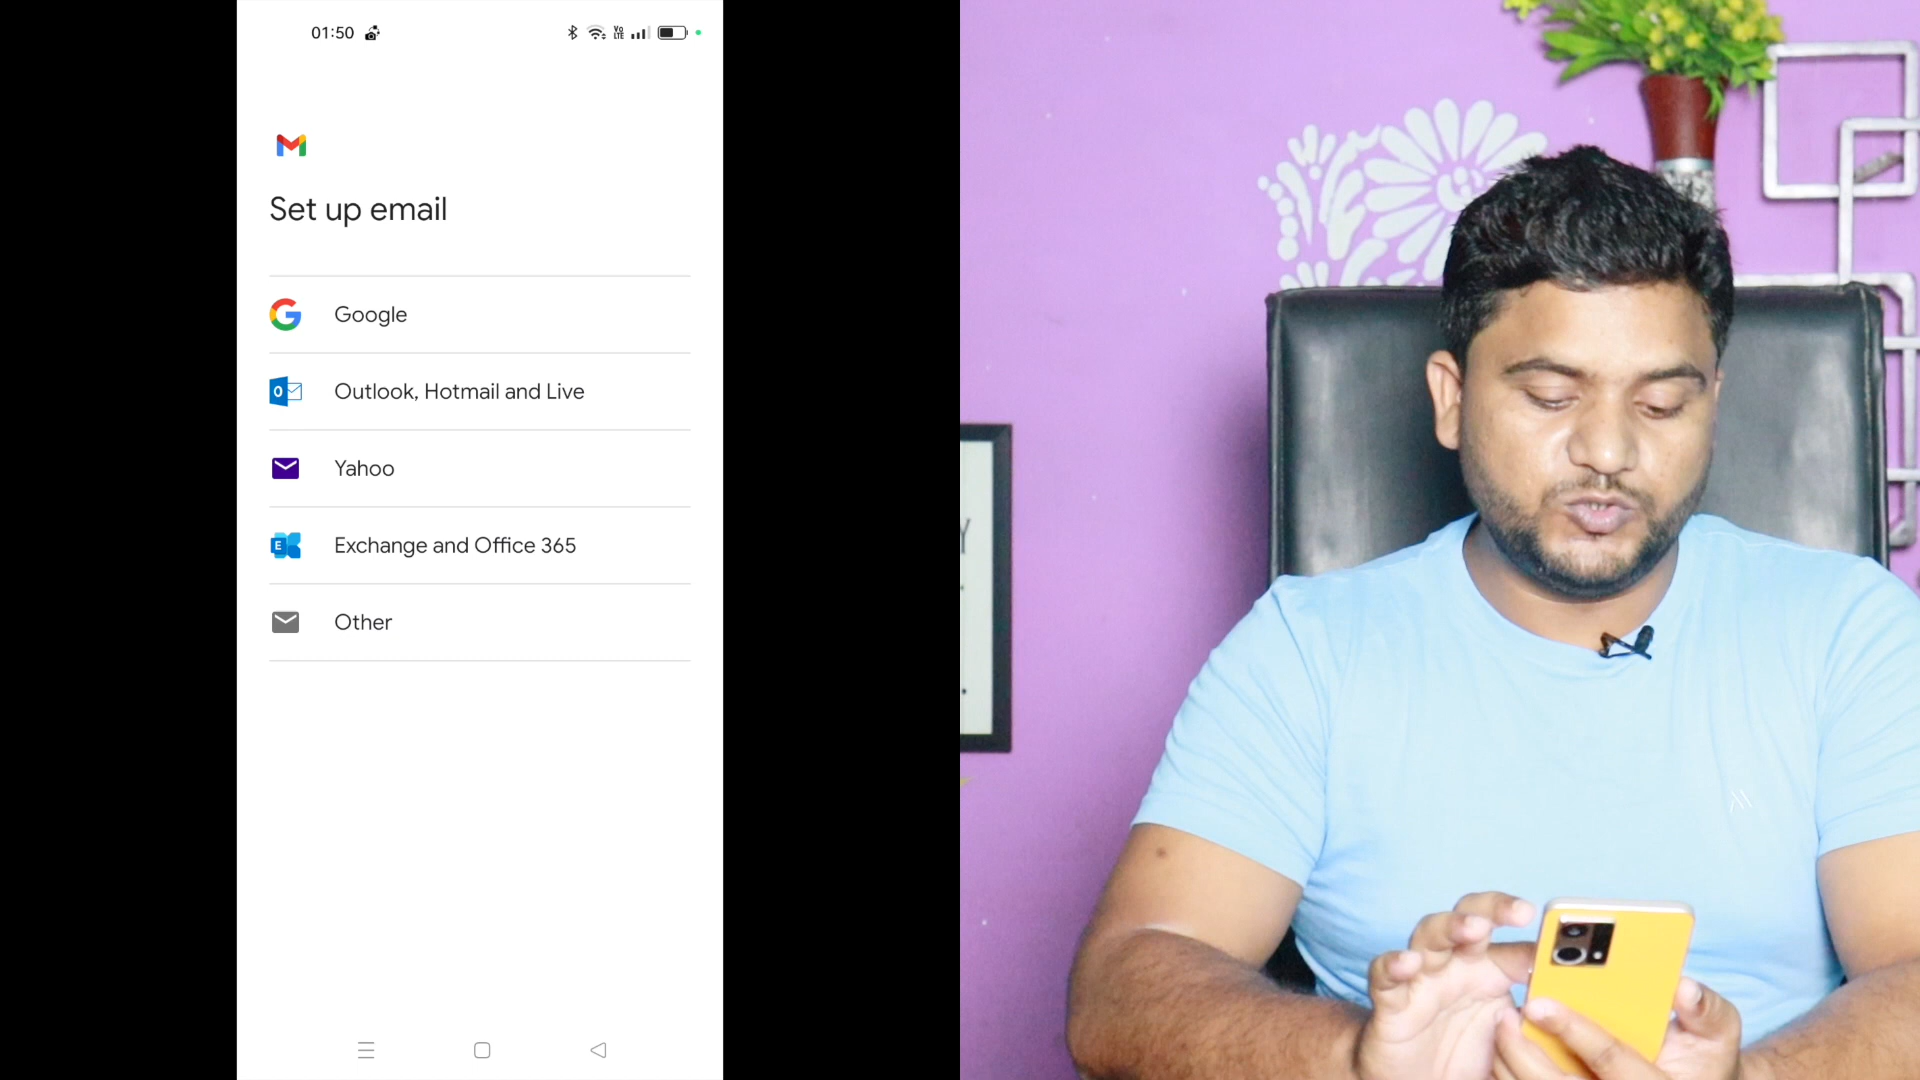 01:50
Set up email
Google
Outlook, Hotmail and Live
Yahoo
Exchange and Office 365
Other